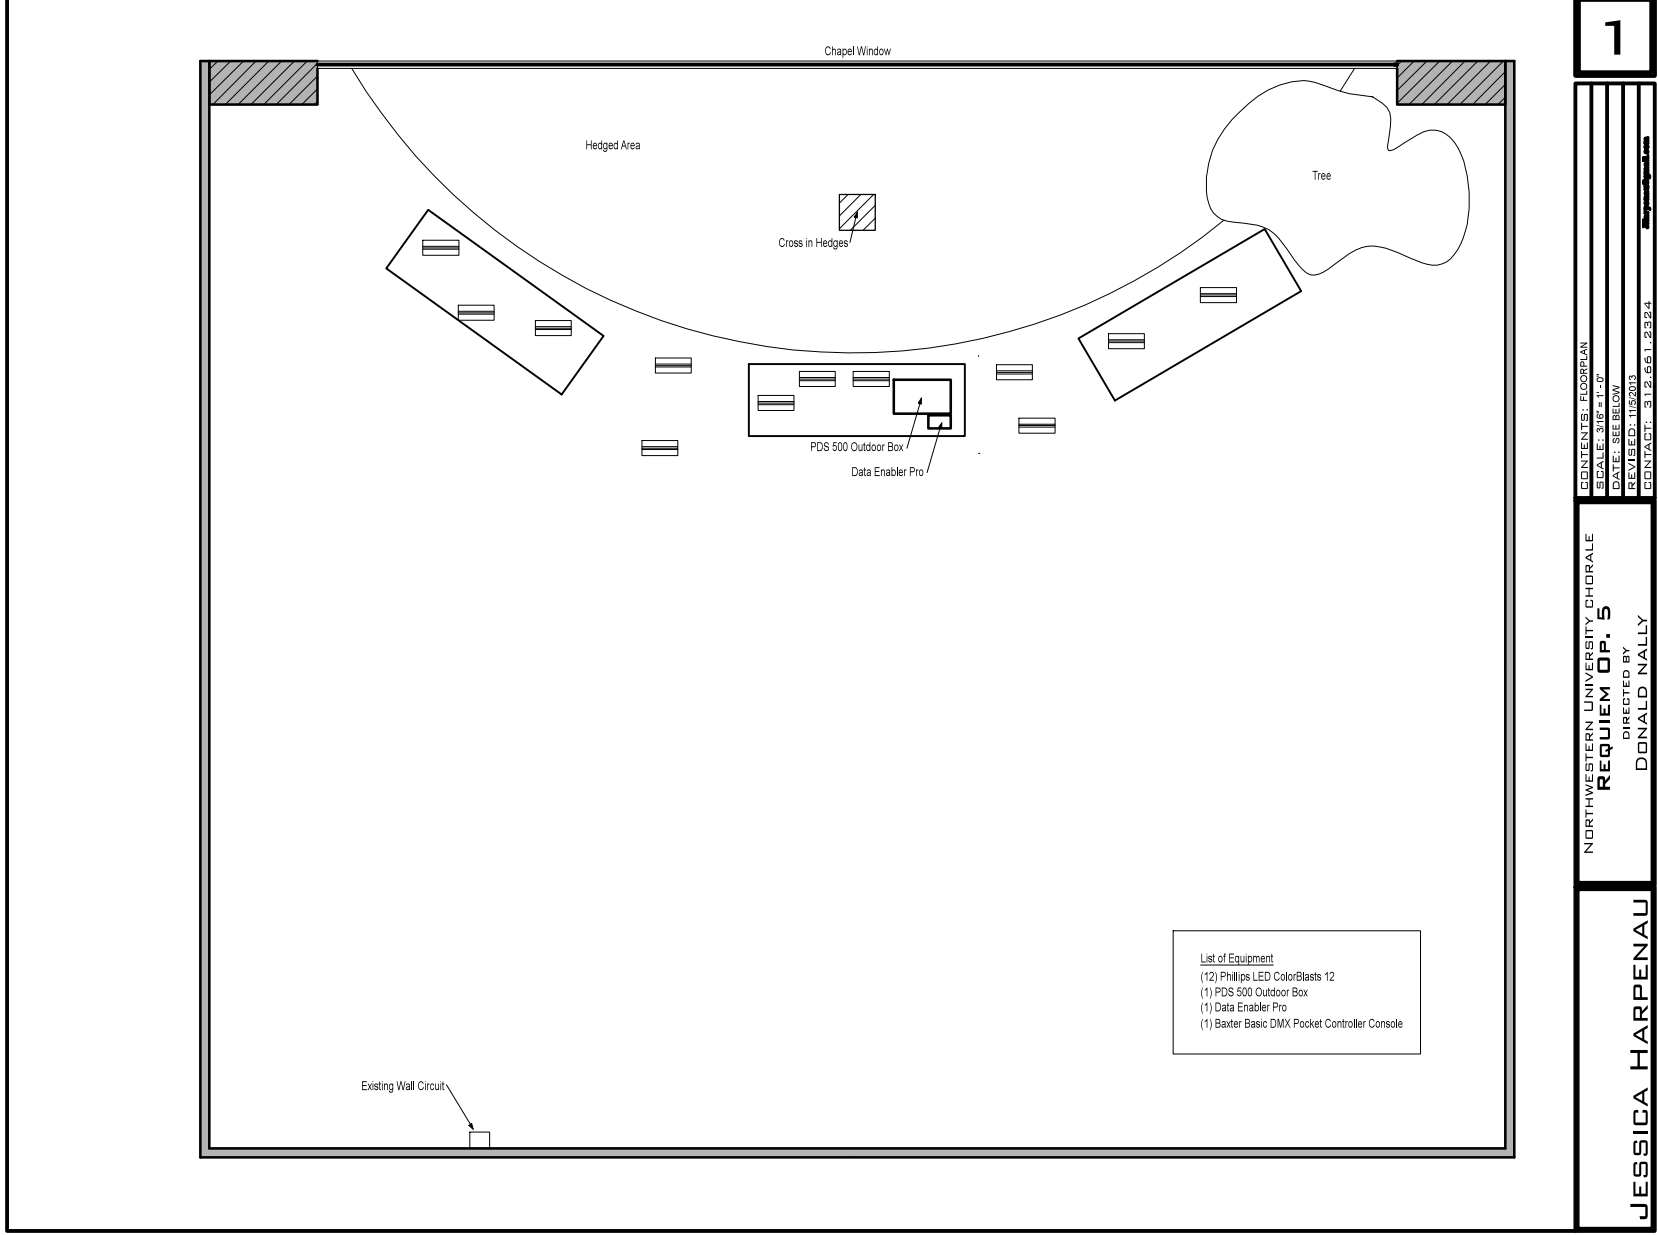 Chapel Window
Hedged Area
Tree
Cross in Hedges
PDS 500 Outdoor Box
Data Enabler Pro
List of Equipment
(12) Phillips LED ColorBlasts 12
(1) PDS 500 Outdoor Box
(1) Data Enabler Pro
(1) Baxter Basic DMX Pocket Controller Console
Existing Wall Circuit
1
CONTENTS: FLOORPLAN
SCALE: 3/16" = 1' - 0"
DATE: SEE BELOW
REVISED: 11/5/2013
CONTACT: 312.661.2324
NORTHWESTERN UNIVERSITY CHORALE
REQUIEM OP. 5
DIRECTED BY
DONALD NALLY
JESSICA HARPENAU